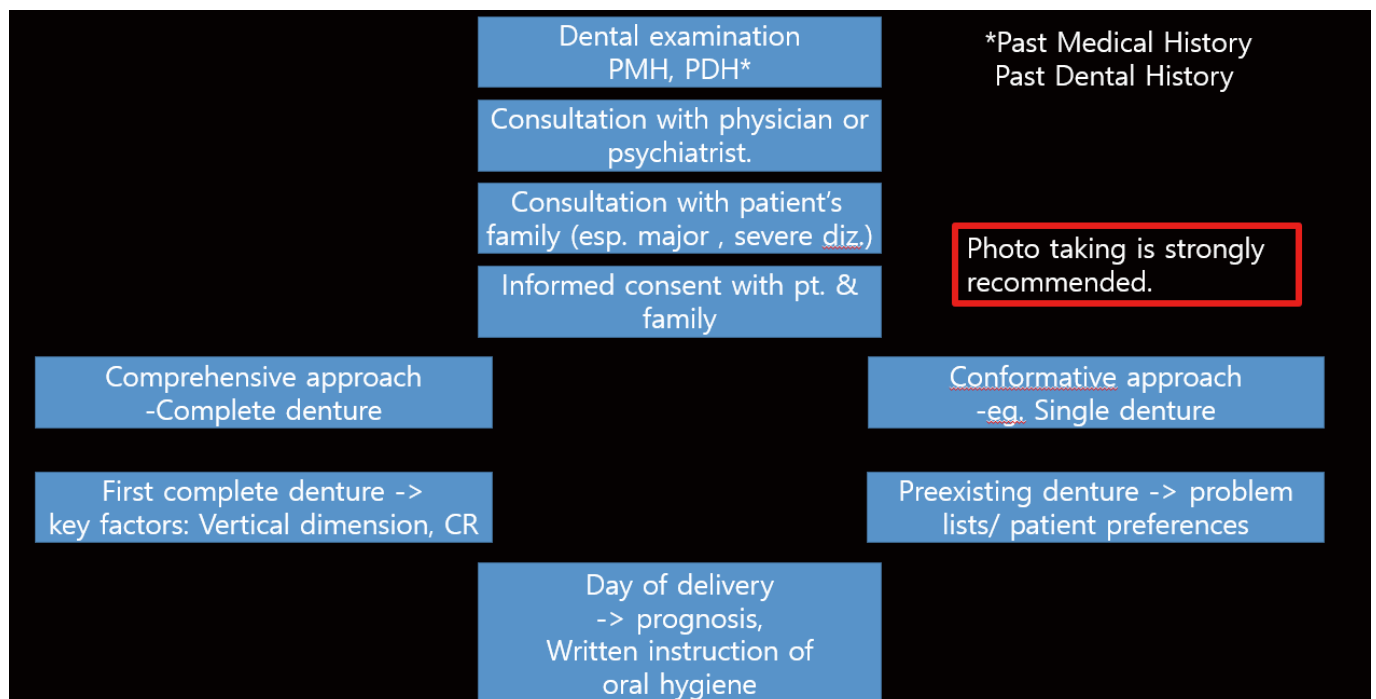 Dental examination
PMH, PDH*
*Past Medical History
Past Dental History
Consultation with physician or
psychiatrist.
Consultation with patient's
family (esp. major , severe diz.)
Photo taking is strongly
recommended.
Informed consent with pt. &
family
Comprehensive approach
-Complete denture
Conformative approach
-eg. Single denture
First complete denture ->
key factors: Vertical dimension, CR
Preexisting denture -> problem
lists/ patient preferences
Day of delivery
-> prognosis,
Written instruction of
oral hygiene